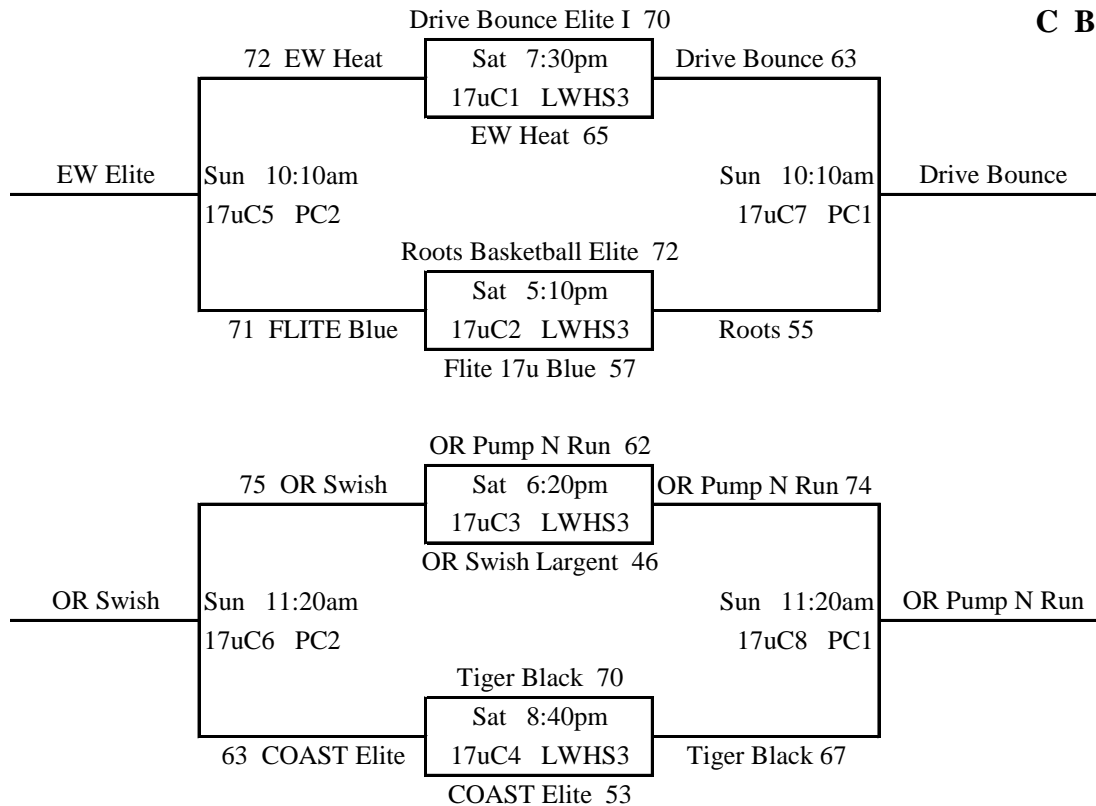 Drive Bounce Elite I 70
C B
72 EW Heat
Sat 7:30pm
Drive Bounce 63
17uC1 LWHS3
EW Heat 65
EW Elite
Sun 10:10am
Sun 10:10am
Drive Bounce
17uC5 PC2
17uC7 PC1
Roots Basketball Elite 72
Sat 5:10pm
71 FLITE Blue
17uC2 LWHS3
Roots 55
Flite 17u Blue 57
OR Pump N Run 62
75 OR Swish
Sat 6:20pm
OR Pump N Run 74
17uC3 LWHS3
OR Swish Largent 46
OR Swish
Sun 11:20am
Sun 11:20am
OR Pump N Run
17uC6 PC2
17uC8 PC1
Tiger Black 70
Sat 8:40pm
63 COAST Elite
17uC4 LWHS3
Tiger Black 67
COAST Elite 53